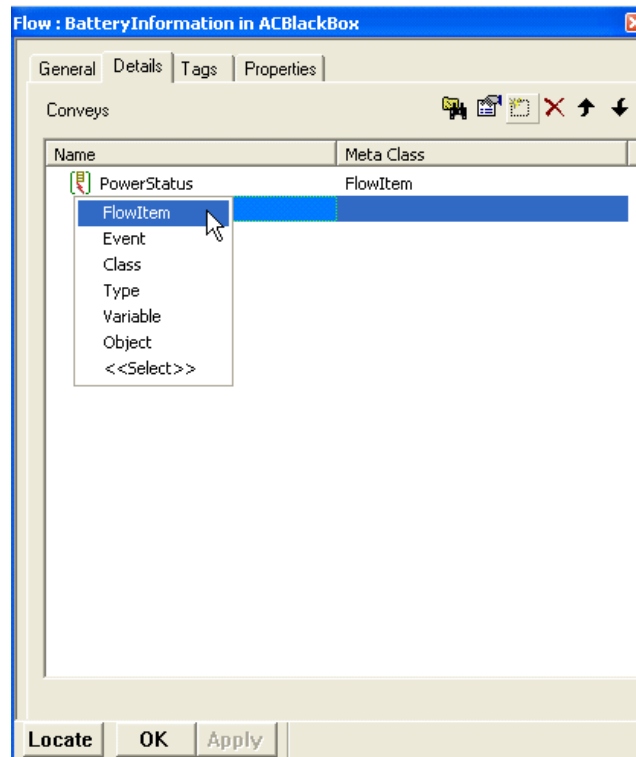 Flow : BatteryInformation in ACBlackBox
General Details Tags Properties
Conveys
Name Meta Class
PowerStatus FlowItem
FlowItem
Event
Class
Type
Variable
Object
<<Select>>
Locate OK Apply